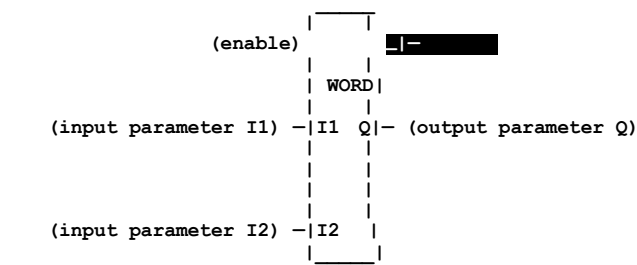 (enable) _|—
WORD|
(input parameter I1) —|I1 Q|— (output parameter Q)
(input parameter I2) —|I2 |